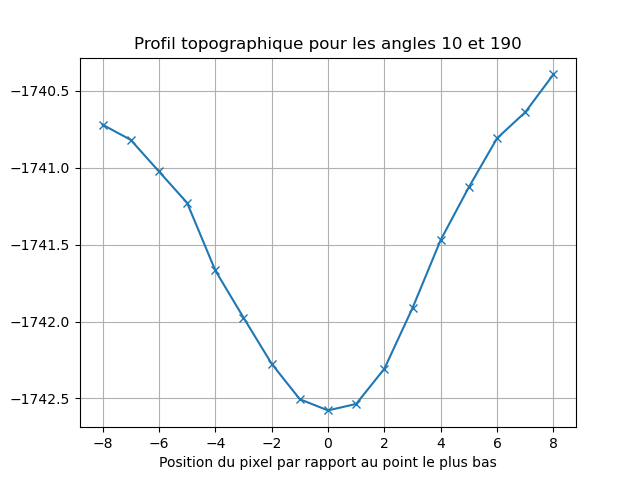 Profil topographique pour les angles 10 et 190
−1740.5
−1741.0
−1741.5
−1742.0
−1742.5
−8 −6 −4 −2 0 2 4 6 8
Position du pixel par rapport au point le plus bas